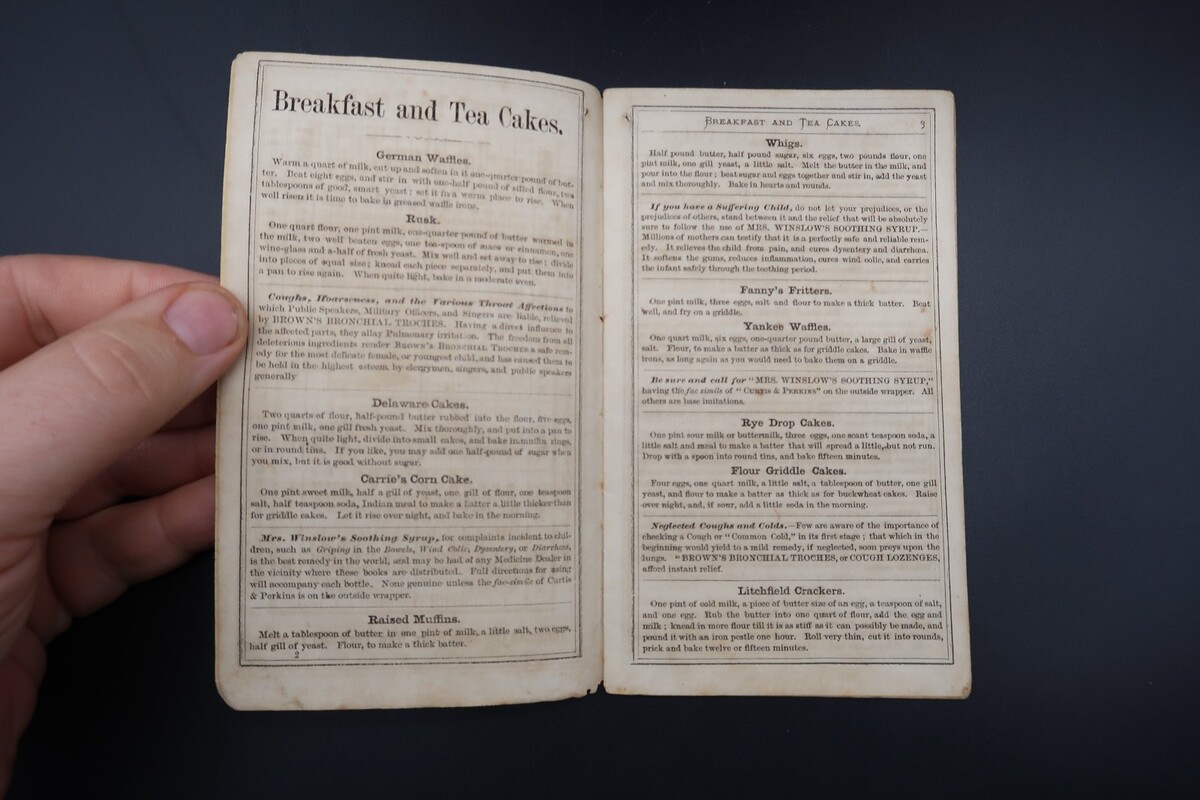 Breakfast and Tea Cakes.
German Waffles.
Warm a quart of milk, cut up and soften in it one-quarter pound of but-
ter. Beat eight eggs, and stir in with one-half pound of sifted flour, two
tablespoons of good, smart yeast; set it in a warm place to rise. When
well risen it is time to bake in greased waffle irons.
Rusk.
One quart flour, one pint milk, one-quarter pound of butter warmed in
the milk, two well beaten eggs, one tea-spoon of mace or cinnamon, one
wine-glass and a-half of fresh yeast. Mix well and set away to rise; divide
into pieces of equal size; knead each piece separately, and put them into
a pan to rise again. When quite light, bake in a moderate oven.
Coughs, Hoarseness, and the Various Throat Affections to
which Public Speakers, Military Officers, and Singers are liable, relieved
by BROWN'S BRONCHIAL TROCHES. Having a direct influence to
the affected parts, they allay Pulmonary irritation. The freedom from all
deleterious ingredients render BROWN'S BRONCHIAL TROCHES a safe rem-
edy for the most delicate female, or youngest child, and has caused them to
be held in the highest esteem by clergymen, singers, and public speakers
generally
Delaware Cakes.
Two quarts of flour, half-pound butter rubbed into the flour, five eggs,
one pint milk, one gill fresh yeast. Mix thoroughly, and put into a pan to
rise. When quite light, divide into small cakes, and bake in muffin rings,
or in round tins. If you like, you may add one half-pound of sugar when
you mix, but it is good without sugar.
Carrie's Corn Cake.
One pint sweet milk, half a gill of yeast, one gill of flour, one teaspoon
salt, half teaspoon soda, Indian meal to make a batter a little thicker than
for griddle cakes. Let it rise over night, and bake in the morning.
Mrs. Winslow's Soothing Syrup, for complaints incident to chil-
dren, such as Griping in the Bowels, Wind Colic, Dysentery, or Diarrhœa,
is the best remedy in the world, and may be had of any Medicine Dealer in
the vicinity where these books are distributed. Full directions for using
will accompany each bottle. None genuine unless the fac-simile of Curtis
& Perkins is on the outside wrapper.
Raised Muffins.
Melt a tablespoon of butter in one pint of milk, a little salt, two eggs,
half gill of yeast. Flour, to make a thick batter.
2
BREAKFAST AND TEA CAKES. 3
Whigs.
Half pound butter, half pound sugar, six eggs, two pounds flour, one
pint milk, one gill yeast, a little salt. Melt the butter in the milk, and
pour into the flour; beat sugar and eggs together and stir in, add the yeast
and mix thoroughly. Bake in hearts and rounds.
If you have a Suffering Child, do not let your prejudices, or the
prejudices of others, stand between it and the relief that will be absolutely
sure to follow the use of MRS. WINSLOW'S SOOTHING SYRUP.—
Millions of mothers can testify that it is a perfectly safe and reliable rem-
edy. It relieves the child from pain, and cures dysentery and diarrhœa.
It softens the gums, reduces inflammation, cures wind colic, and carries
the infant safely through the teething period.
Fanny's Fritters.
One pint milk, three eggs, salt and flour to make a thick batter. Beat
well, and fry on a griddle.
Yankee Waffles.
One quart milk, six eggs, one-quarter pound butter, a large gill of yeast,
salt. Flour, to make a batter as thick as for griddle cakes. Bake in waffle
irons, as long again as you would need to bake them on a griddle.
Be sure and call for "MRS. WINSLOW'S SOOTHING SYRUP,"
having the fac simile of "CURTIS & PERKINS" on the outside wrapper. All
others are base imitations.
Rye Drop Cakes.
One pint sour milk or buttermilk, three eggs, one scant teaspoon soda, a
little salt and meal to make a batter that will spread a little, but not run.
Drop with a spoon into round tins, and bake fifteen minutes.
Flour Griddle Cakes.
Four eggs, one quart milk, a little salt, a tablespoon of butter, one gill
yeast, and flour to make a batter as thick as for buckwheat cakes. Raise
over night, and, if sour, add a little soda in the morning.
Neglected Coughs and Colds.—Few are aware of the importance of
checking a Cough or "Common Cold," in its first stage; that which in the
beginning would yield to a mild remedy, if neglected, soon preys upon the
lungs. "BROWN'S BRONCHIAL TROCHES, or COUGH LOZENGES,
afford instant relief.
Litchfield Crackers.
One pint of cold milk, a piece of butter size of an egg, a teaspoon of salt,
and one egg. Rub the butter into one quart of flour, add the egg and
milk; knead in more flour till it is as stiff as it can possibly be made, and
pound it with an iron pestle one hour. Roll very thin, cut it into rounds,
prick and bake twelve or fifteen minutes.